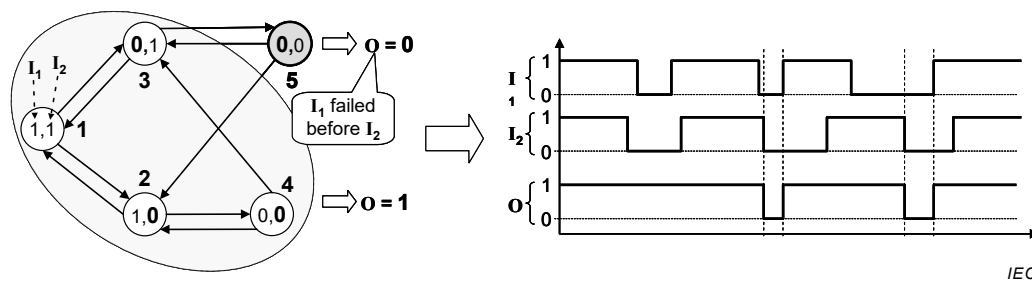 I₁ I₂
1,1 1
0,1
3
0,0
5
O = 0
I₁ failed
before I₂
2
1,0
4
0,0
O = 1
I
1
1
0
I₂
1
0
O
1
0
IEC